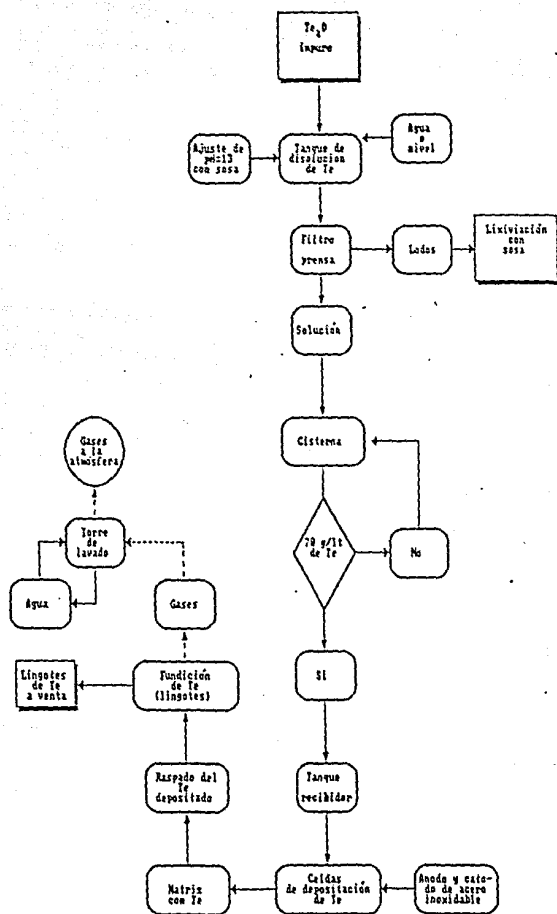 Te₂O
impuro
Ajuste de
pH=13
con sosa
Tanque de
disolución
de Te
Agua a
nivel
Filtro
prensa
Lodos
Lixiviación
con
sosa
Solución
Cisterna
Gases
a la
atmósfera
70 g/lt
de Te
No
Torre
de
lavado
Agua
Gases
Si
Lingotes
de Te
a venta
Fundición
de Te
(lingotes)
Raspado del
Te
depositado
Tanque
recibidor
Matriz
con Te
Celdas
de depositación
de Te
Anodo y cato-
do de acero
inoxidable